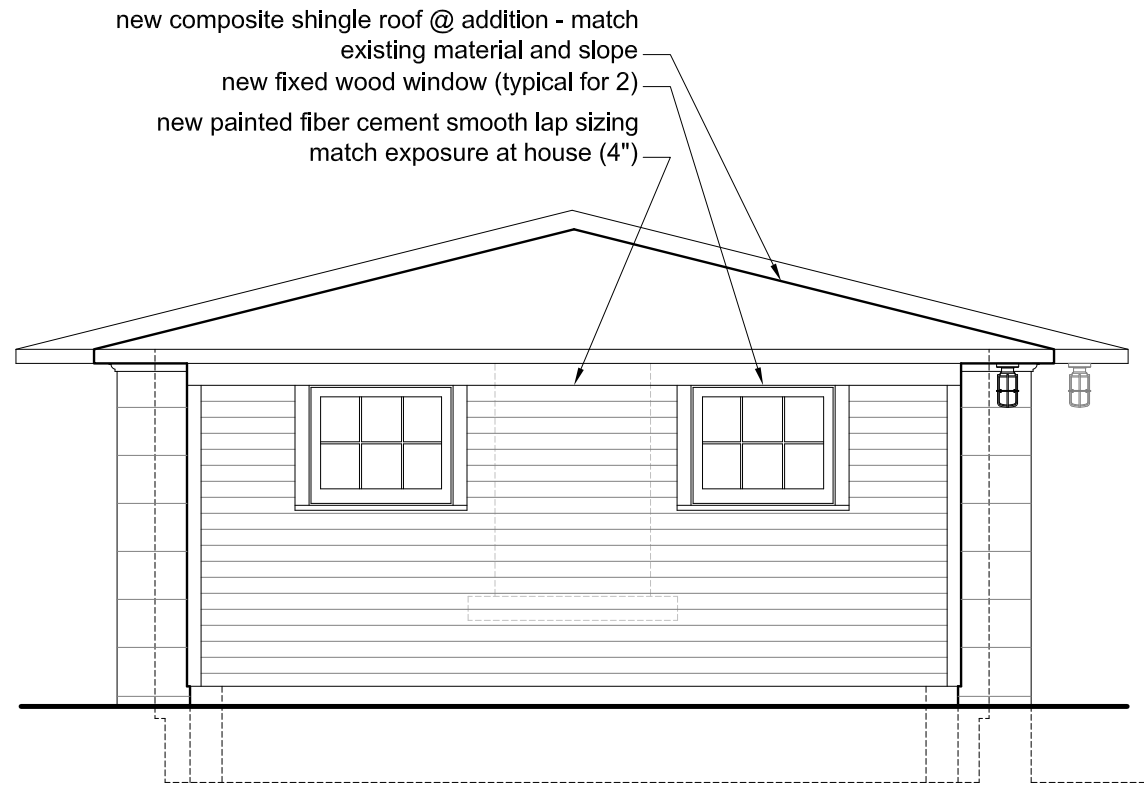 new composite shingle roof @ addition - match
existing material and slope
new fixed wood window (typical for 2)
new painted fiber cement smooth lap sizing
match exposure at house (4")